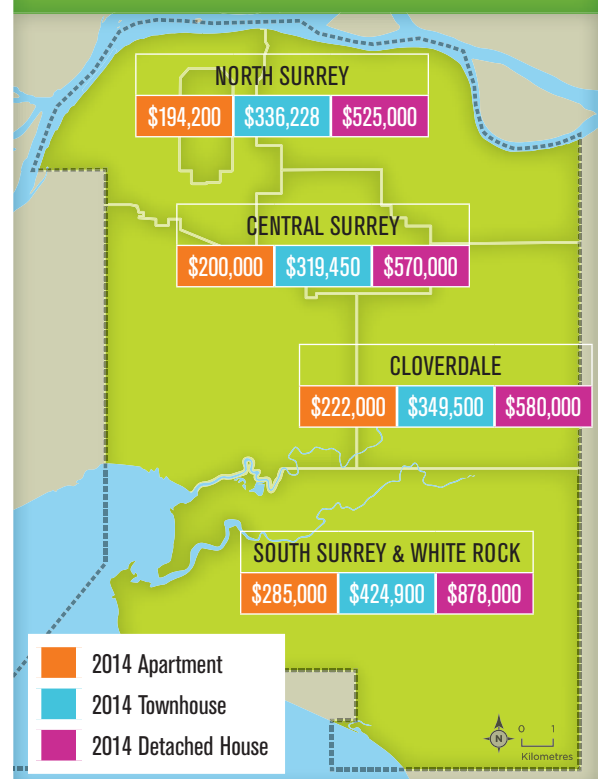 NORTH SURREY
$194,200 $336,228 $525,000
CENTRAL SURREY
$200,000 $319,450 $570,000
CLOVERDALE
$222,000 $349,500 $580,000
SOUTH SURREY & WHITE ROCK
$285,000 $424,900 $878,000
2014 Apartment
2014 Townhouse
2014 Detached House
N
0 1
Kilometres